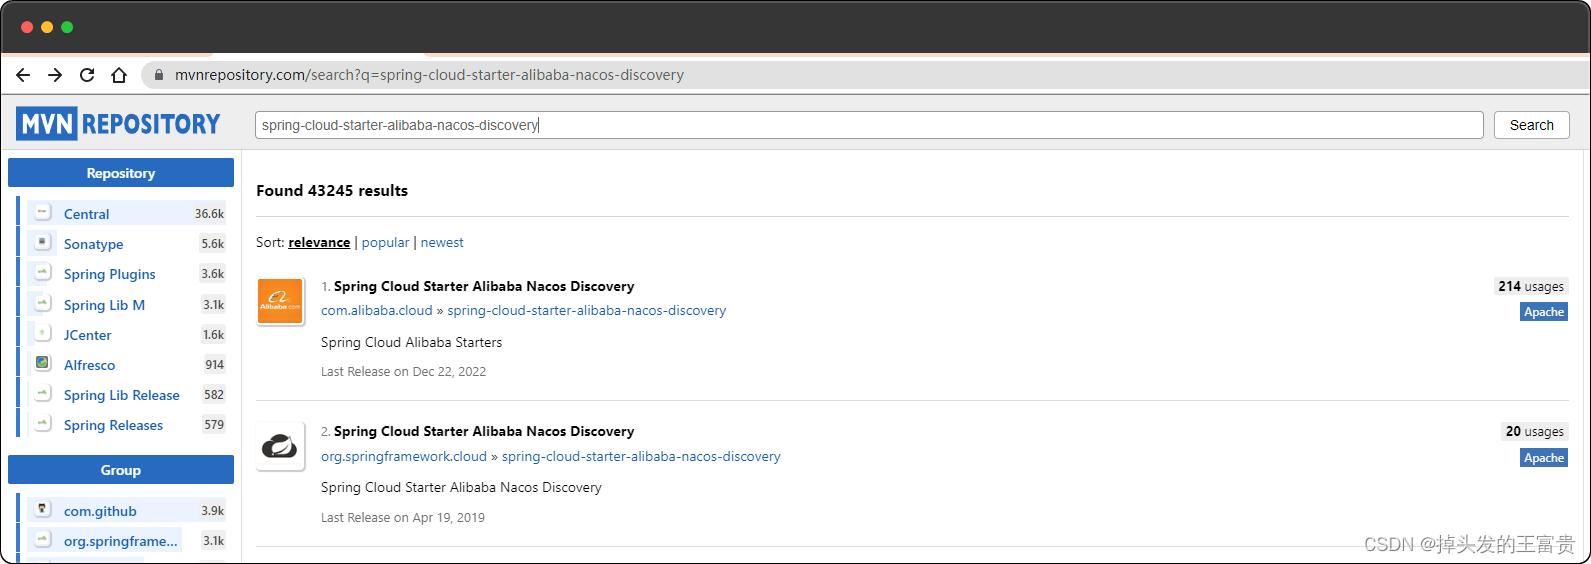 mvnrepository.com/search?q=spring-cloud-starter-alibaba-nacos-discovery
MVN REPOSITORY
spring-cloud-starter-alibaba-nacos-discovery
Search
Repository
Central 36.6k
Sonatype 5.6k
Spring Plugins 3.6k
Spring Lib M 3.1k
JCenter 1.6k
Alfresco 914
Spring Lib Release 582
Spring Releases 579
Group
com.github 3.9k
org.springframe... 3.1k
Found 43245 results
Sort: relevance | popular | newest
Alibaba.com
1. Spring Cloud Starter Alibaba Nacos Discovery
214 usages
com.alibaba.cloud » spring-cloud-starter-alibaba-nacos-discovery
Apache
Spring Cloud Alibaba Starters
Last Release on Dec 22, 2022
2. Spring Cloud Starter Alibaba Nacos Discovery
20 usages
org.springframework.cloud » spring-cloud-starter-alibaba-nacos-discovery
Apache
Spring Cloud Starter Alibaba Nacos Discovery
Last Release on Apr 19, 2019
CSDN @掉头发的王富贵